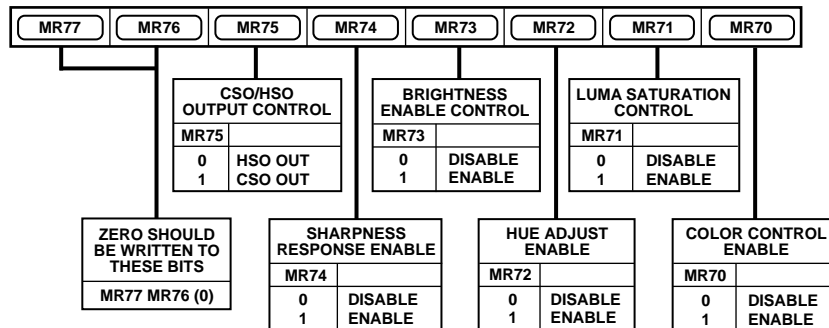 MR77 MR76 MR75 MR74 MR73 MR72 MR71 MR70
CSO/HSO
OUTPUT CONTROL
MR75
0 HSO OUT
1 CSO OUT
BRIGHTNESS
ENABLE CONTROL
MR73
0 DISABLE
1 ENABLE
LUMA SATURATION
CONTROL
MR71
0 DISABLE
1 ENABLE
ZERO SHOULD
BE WRITTEN TO
THESE BITS
MR77 MR76 (0)
SHARPNESS
RESPONSE ENABLE
MR74
0 DISABLE
1 ENABLE
HUE ADJUST
ENABLE
MR72
0 DISABLE
1 ENABLE
COLOR CONTROL
ENABLE
MR70
0 DISABLE
1 ENABLE